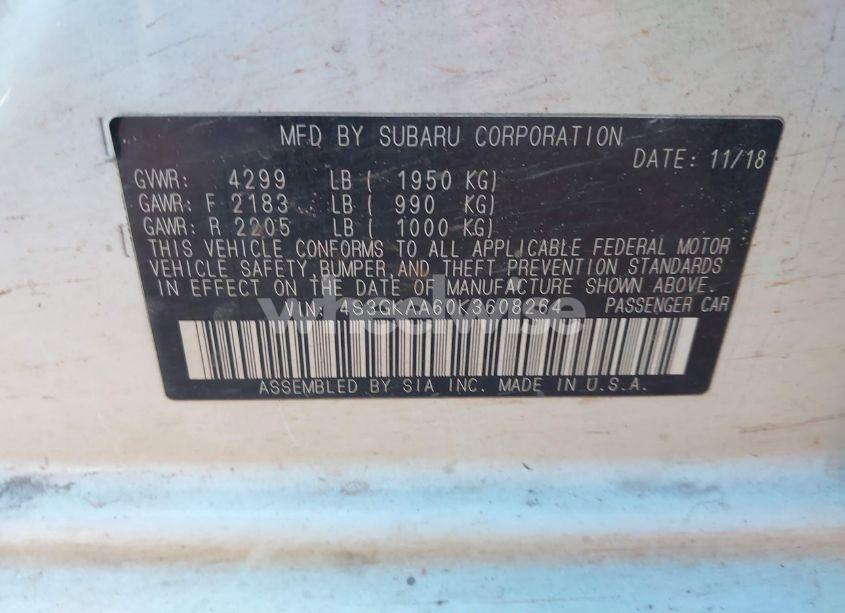 MFD BY SUBARU CORPORATION
DATE: 11/18
GVWR: 4299 LB ( 1950 KG)
GAWR: F 2183 LB ( 990 KG)
GAWR: R 2205 LB ( 1000 KG)
THIS VEHICLE CONFORMS TO ALL APPLICABLE FEDERAL MOTOR
VEHICLE SAFETY, BUMPER, AND THEFT PREVENTION STANDARDS
IN EFFECT ON THE DATE OF MANUFACTURE SHOWN ABOVE.
VIN: 4S3GKAA60K3608264 PASSENGER CAR
wheelwise
ASSEMBLED BY SIA INC. MADE IN U.S.A.